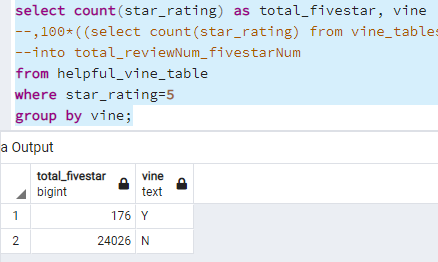 select count(star_rating) as total_fivestar, vine
--,100*((select count(star_rating) from vine_tables
--into total_reviewNum_fivestarNum
from helpful_vine_table
where star_rating=5
group by vine;
a Output
total_fivestar vine
bigint text
1 176 Y
2 24026 N